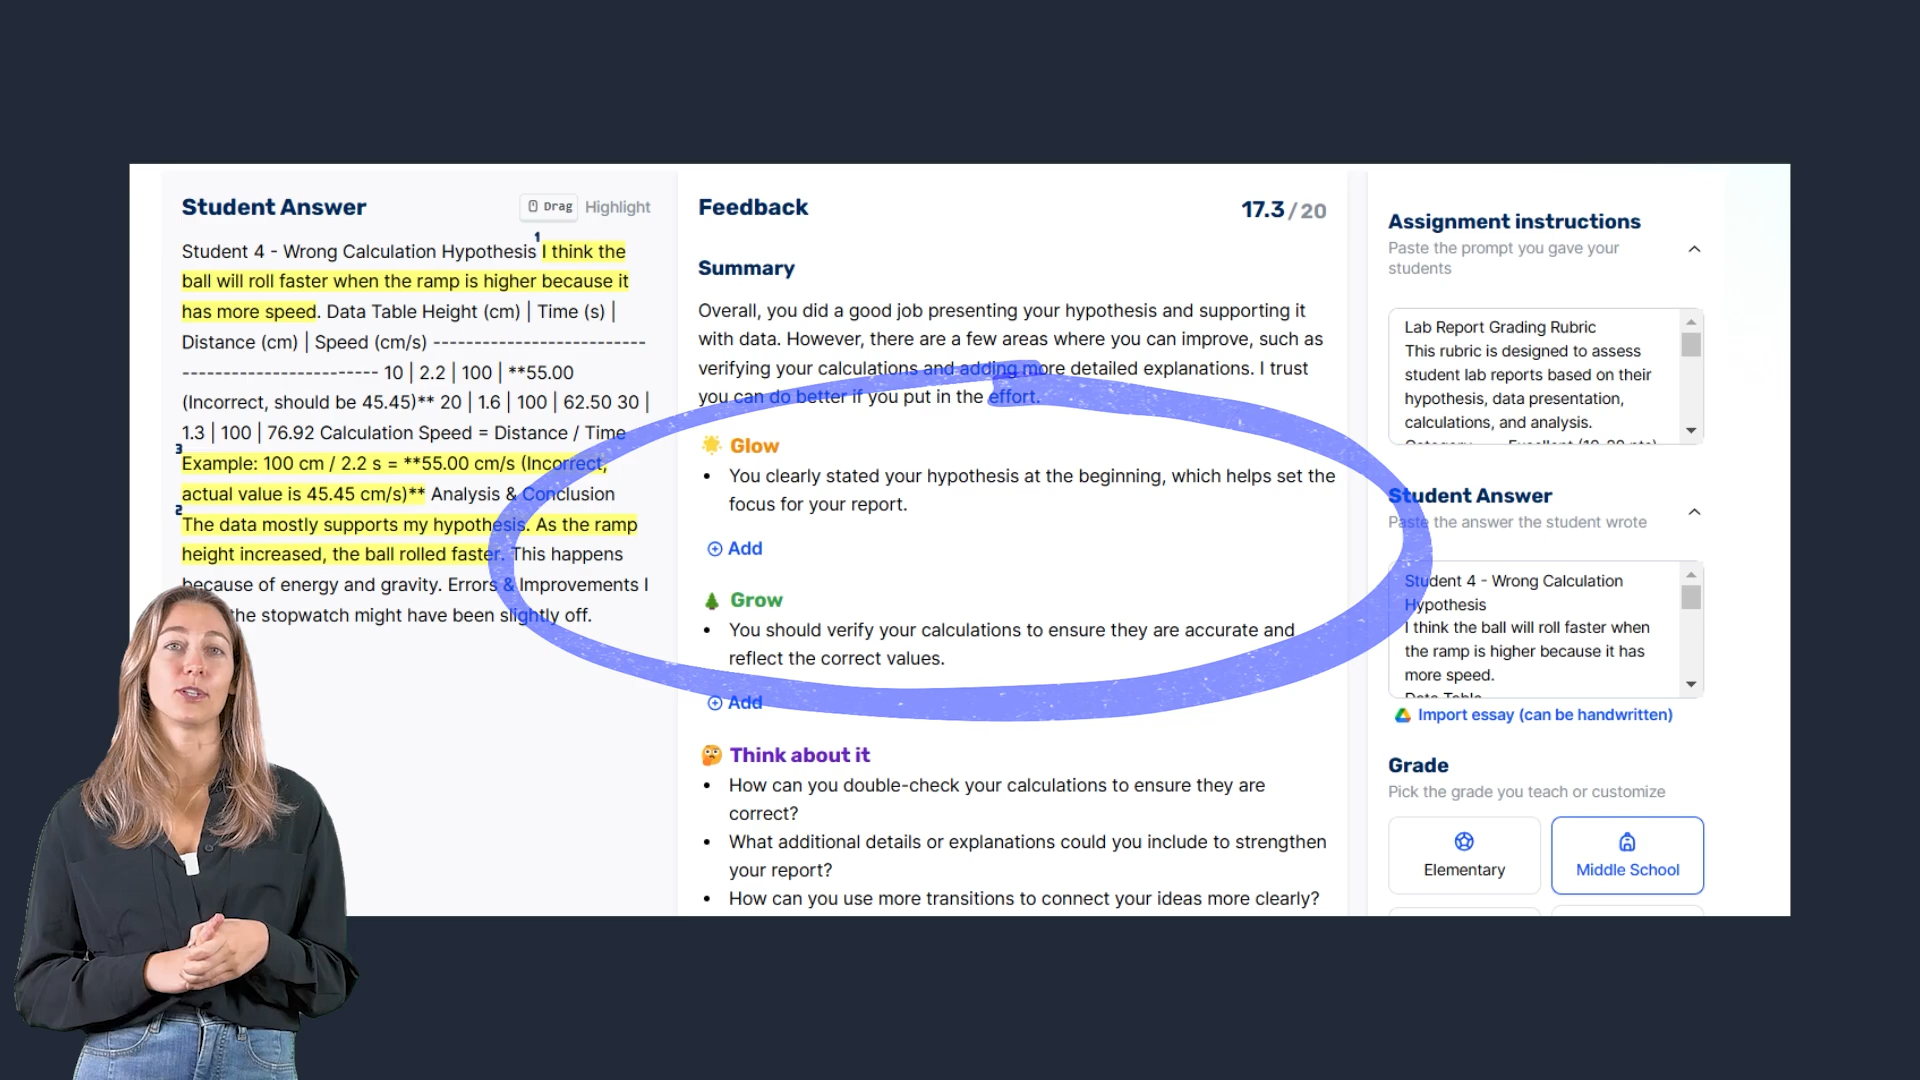 Student Answer
Drag Highlight
1
Student 4 - Wrong Calculation Hypothesis I think the
ball will roll faster when the ramp is higher because it
has more speed. Data Table Height (cm) | Time (s) |
Distance (cm) | Speed (cm/s) --------------------------
------------------------ 10 | 2.2 | 100 | **55.00
(Incorrect, should be 45.45)** 20 | 1.6 | 100 | 62.50 30 |
1.3 | 100 | 76.92 Calculation Speed = Distance / Time
3
Example: 100 cm / 2.2 s = **55.00 cm/s (Incorrect,
actual value is 45.45 cm/s)** Analysis & Conclusion
2
The data mostly supports my hypothesis. As the ramp
height increased, the ball rolled faster. This happens
because of energy and gravity. Errors & Improvements I
the stopwatch might have been slightly off.
Feedback
17.3 / 20
Summary
Overall, you did a good job presenting your hypothesis and supporting it
with data. However, there are a few areas where you can improve, such as
verifying your calculations and adding more detailed explanations. I trust
you can do better if you put in the effort.
Glow
• You clearly stated your hypothesis at the beginning, which helps set the
focus for your report.
Add
Grow
• You should verify your calculations to ensure they are accurate and
reflect the correct values.
Add
Think about it
• How can you double-check your calculations to ensure they are
correct?
• What additional details or explanations could you include to strengthen
your report?
• How can you use more transitions to connect your ideas more clearly?
Assignment instructions
Paste the prompt you gave your
students
Lab Report Grading Rubric
This rubric is designed to assess
student lab reports based on their
hypothesis, data presentation,
calculations, and analysis.
Student Answer
Paste the answer the student wrote
Student 4 - Wrong Calculation
Hypothesis
I think the ball will roll faster when
the ramp is higher because it has
more speed.
Data Table
Import essay (can be handwritten)
Grade
Pick the grade you teach or customize
Elementary
Middle School